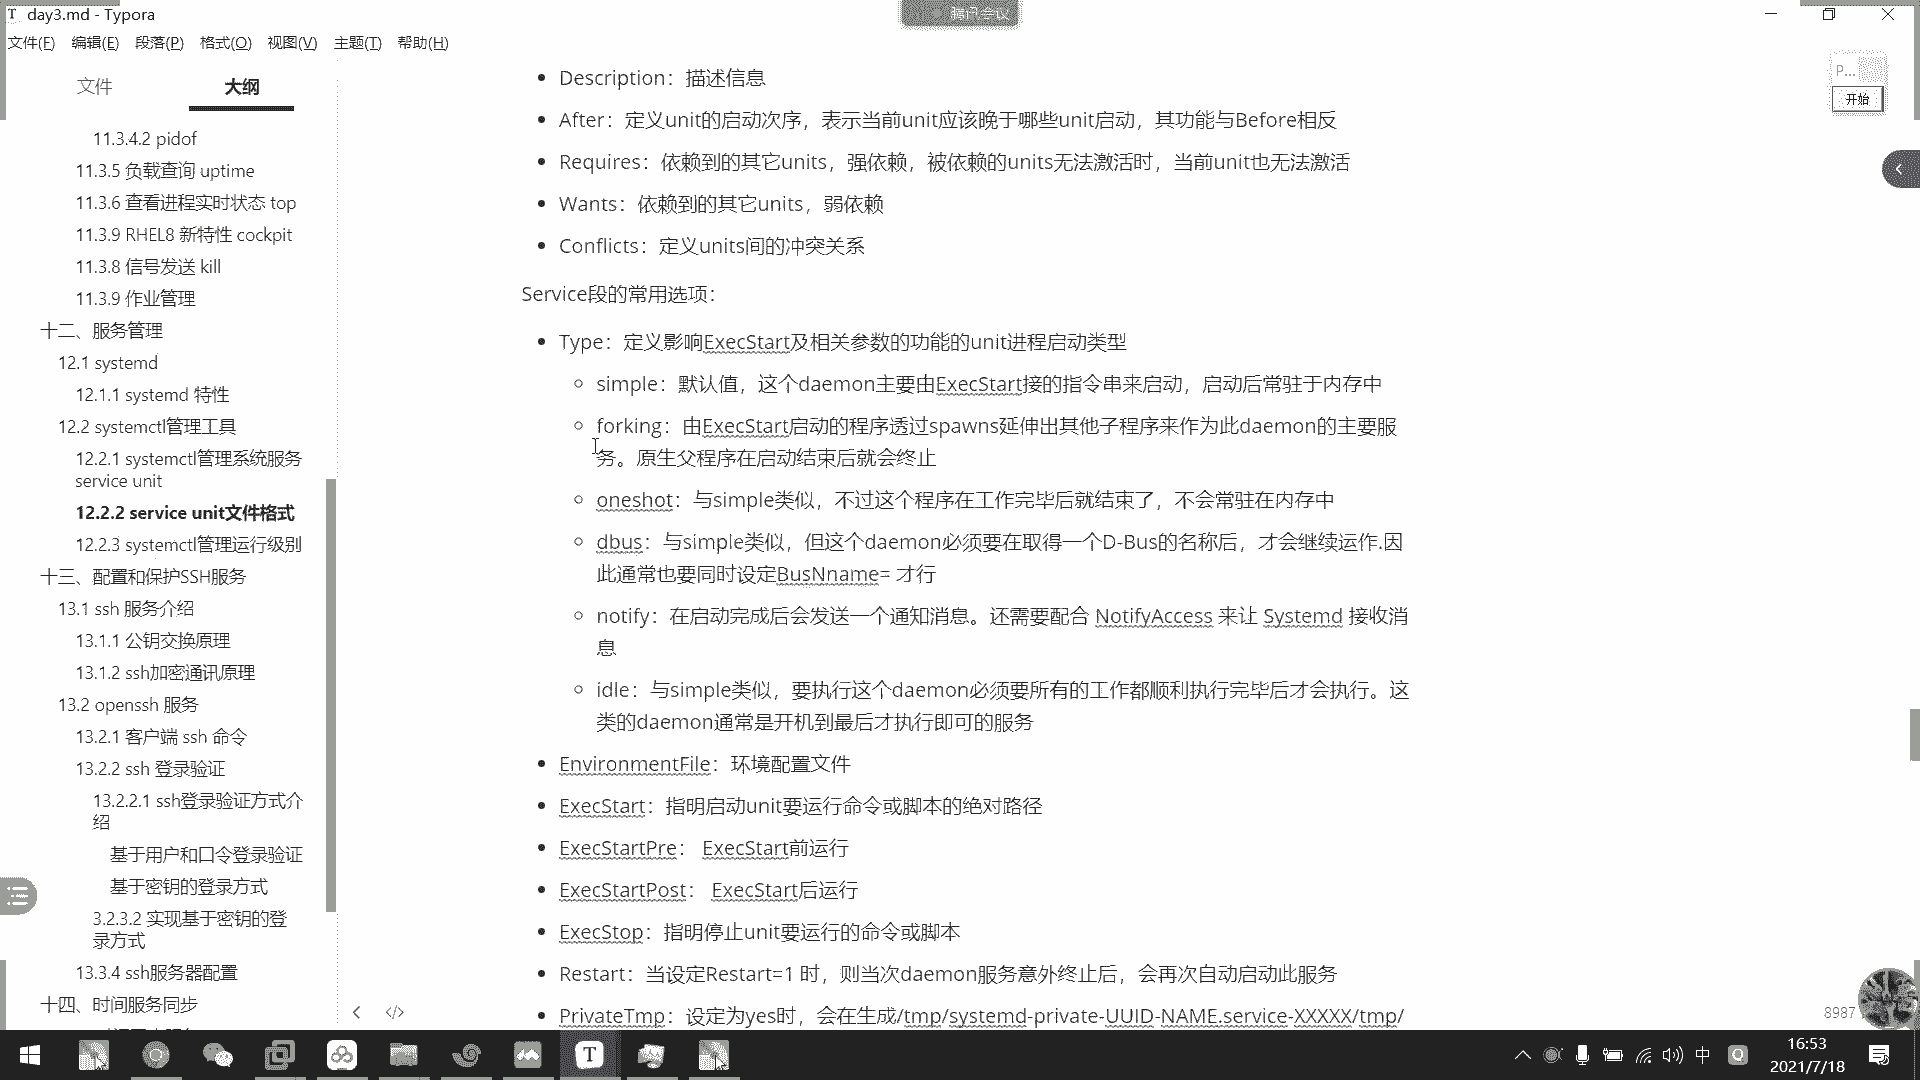 day3.md - Typora
腾讯会议
文件(F) 编辑(E) 段落(P) 格式(O) 视图(V) 主题(T) 帮助(H)
文件 大纲
11.3.4.2 pidof
11.3.5 负载查询 uptime
11.3.6 查看进程实时状态 top
11.3.9 RHEL8 新特性 cockpit
11.3.8 信号发送 kill
11.3.9 作业管理
十二、服务管理
12.1 systemd
12.1.1 systemd 特性
12.2 systemctl管理工具
12.2.1 systemctl管理系统服务
service unit
12.2.2 service unit文件格式
12.2.3 systemctl管理运行级别
十三、配置和保护SSH服务
13.1 ssh 服务介绍
13.1.1 公钥交换原理
13.1.2 ssh加密通讯原理
13.2 openssh 服务
13.2.1 客户端 ssh 命令
13.2.2 ssh 登录验证
13.2.2.1 ssh登录验证方式介
绍
基于用户和口令登录验证
基于密钥的登录方式
3.2.3.2 实现基于密钥的登
录方式
13.3.4 ssh服务器配置
十四、时间服务同步
Description：描述信息
After：定义unit的启动次序，表示当前unit应该晚于哪些unit启动，其功能与Before相反
Requires：依赖到的其它units，强依赖，被依赖的units无法激活时，当前unit也无法激活
Wants：依赖到的其它units，弱依赖
Conflicts：定义units间的冲突关系
Service段的常用选项：
Type：定义影响ExecStart及相关参数的功能的unit进程启动类型
simple：默认值，这个daemon主要由ExecStart接的指令串来启动，启动后常驻于内存中
forking：由ExecStart启动的程序透过spawns延伸出其他子程序来作为此daemon的主要服
务。原生父程序在启动结束后就会终止
oneshot：与simple类似，不过这个程序在工作完毕后就结束了，不会常驻在内存中
dbus：与simple类似，但这个daemon必须要在取得一个D-Bus的名称后，才会继续运作.因
此通常也要同时设定BusNname= 才行
notify：在启动完成后会发送一个通知消息。还需要配合 NotifyAccess 来让 Systemd 接收消
息
idle：与simple类似，要执行这个daemon必须要所有的工作都顺利执行完毕后才会执行。这
类的daemon通常是开机到最后才执行即可的服务
EnvironmentFile：环境配置文件
ExecStart：指明启动unit要运行命令或脚本的绝对路径
ExecStartPre： ExecStart前运行
ExecStartPost： ExecStart后运行
ExecStop：指明停止unit要运行的命令或脚本
Restart：当设定Restart=1 时，则当次daemon服务意外终止后，会再次自动启动此服务
PrivateTmp：设定为yes时，会在生成/tmp/systemd-private-UUID-NAME.service-XXXXX/tmp/
P...
开始
8987
中
16:53
2021/7/18